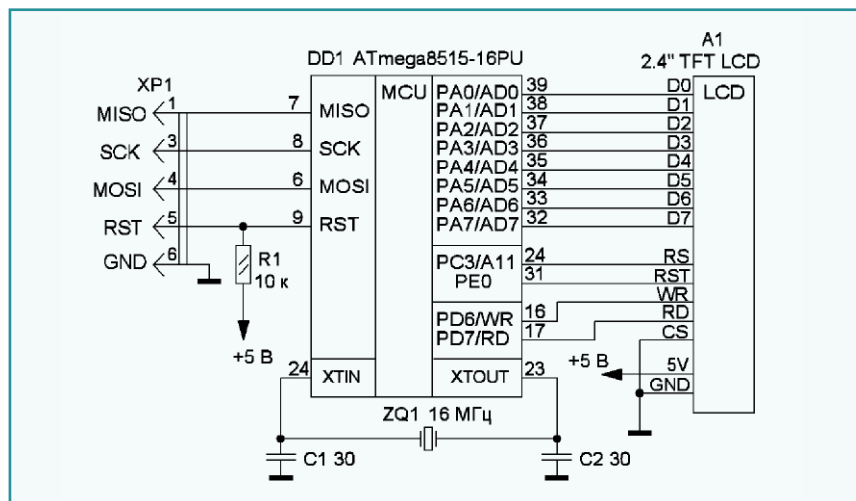 A1
DD1 ATmega8515-16PU
2.4" TFT LCD
XP1
MISO 1 7 MISO
MCU
PA0/AD0 39 D0
LCD
PA1/AD1 38 D1
PA2/AD2 37 D2
SCK 3 8 SCK
PA3/AD3 36 D3
PA4/AD4 35 D4
MOSI 4 6 MOSI
PA5/AD5 34 D5
PA6/AD6 33 D6
RST 5 9 RST
PA7/AD7 32 D7
GND 6
R1
10 к
PC3/A11 24 RS
PE0 31 RST
WR
PD6/WR 16 RD
PD7/RD 17 CS
+5 В
24 XTIN
XTOUT 23
+5 В 5V
GND
ZQ1 16 МГц
C1 30
C2 30